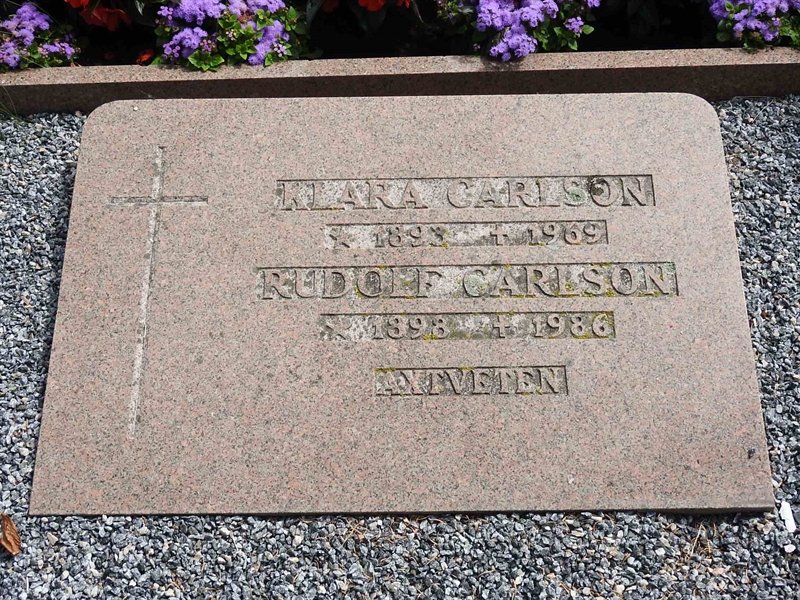 KLARA CARLSON
★ 1893 ✝ 1969
RUDOLF CARLSON
★ 1898 ✝ 1986
AXTVETEN